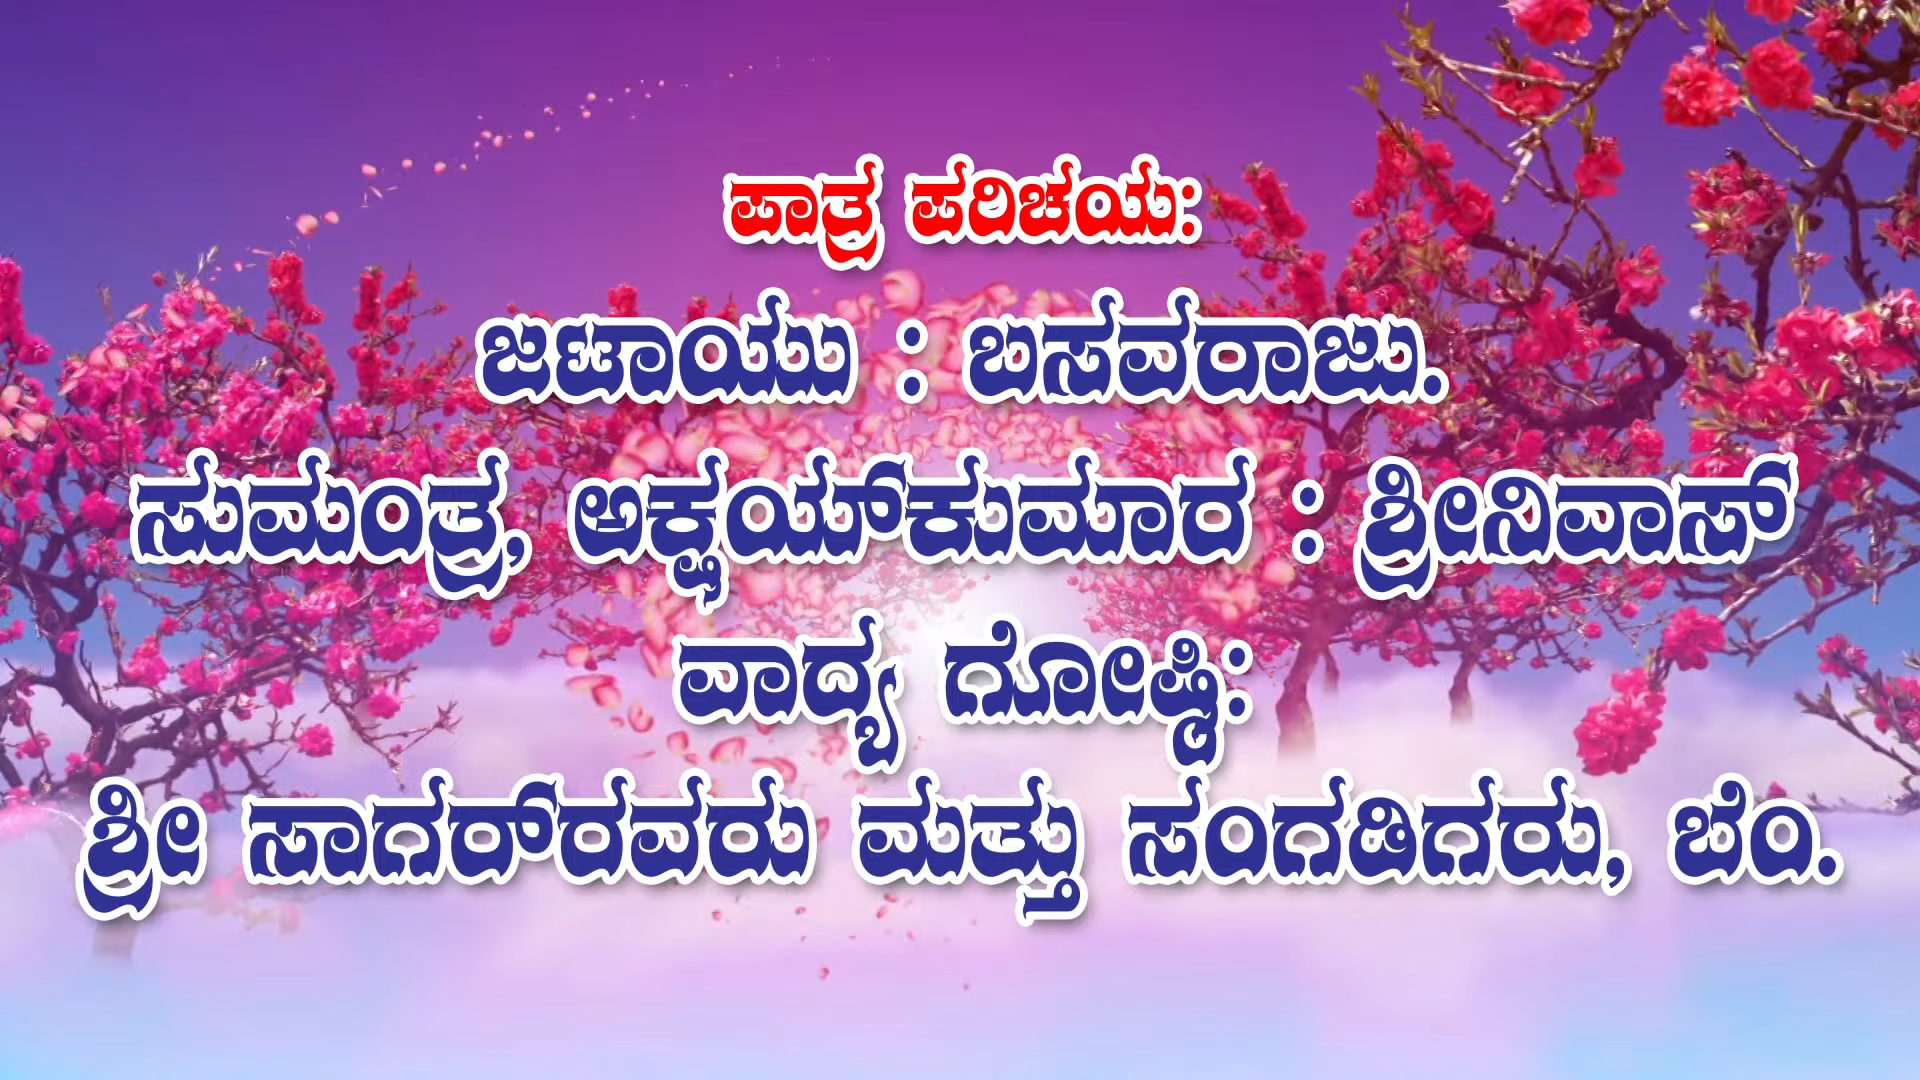 ಪಾತ್ರ ಪರಿಚಯ:
ಜಟಾಯು : ಬಸವರಾಜು.
ಸುಮಂತ್ರ, ಅಕ್ಷಯ್‌ಕುಮಾರ : ಶ್ರೀನಿವಾಸ್
ವಾದ್ಯ ಗೋಷ್ಠಿ:
ಶ್ರೀ ಸಾಗರ್‌ರವರು ಮತ್ತು ಸಂಗಡಿಗರು, ಬೆಂ.